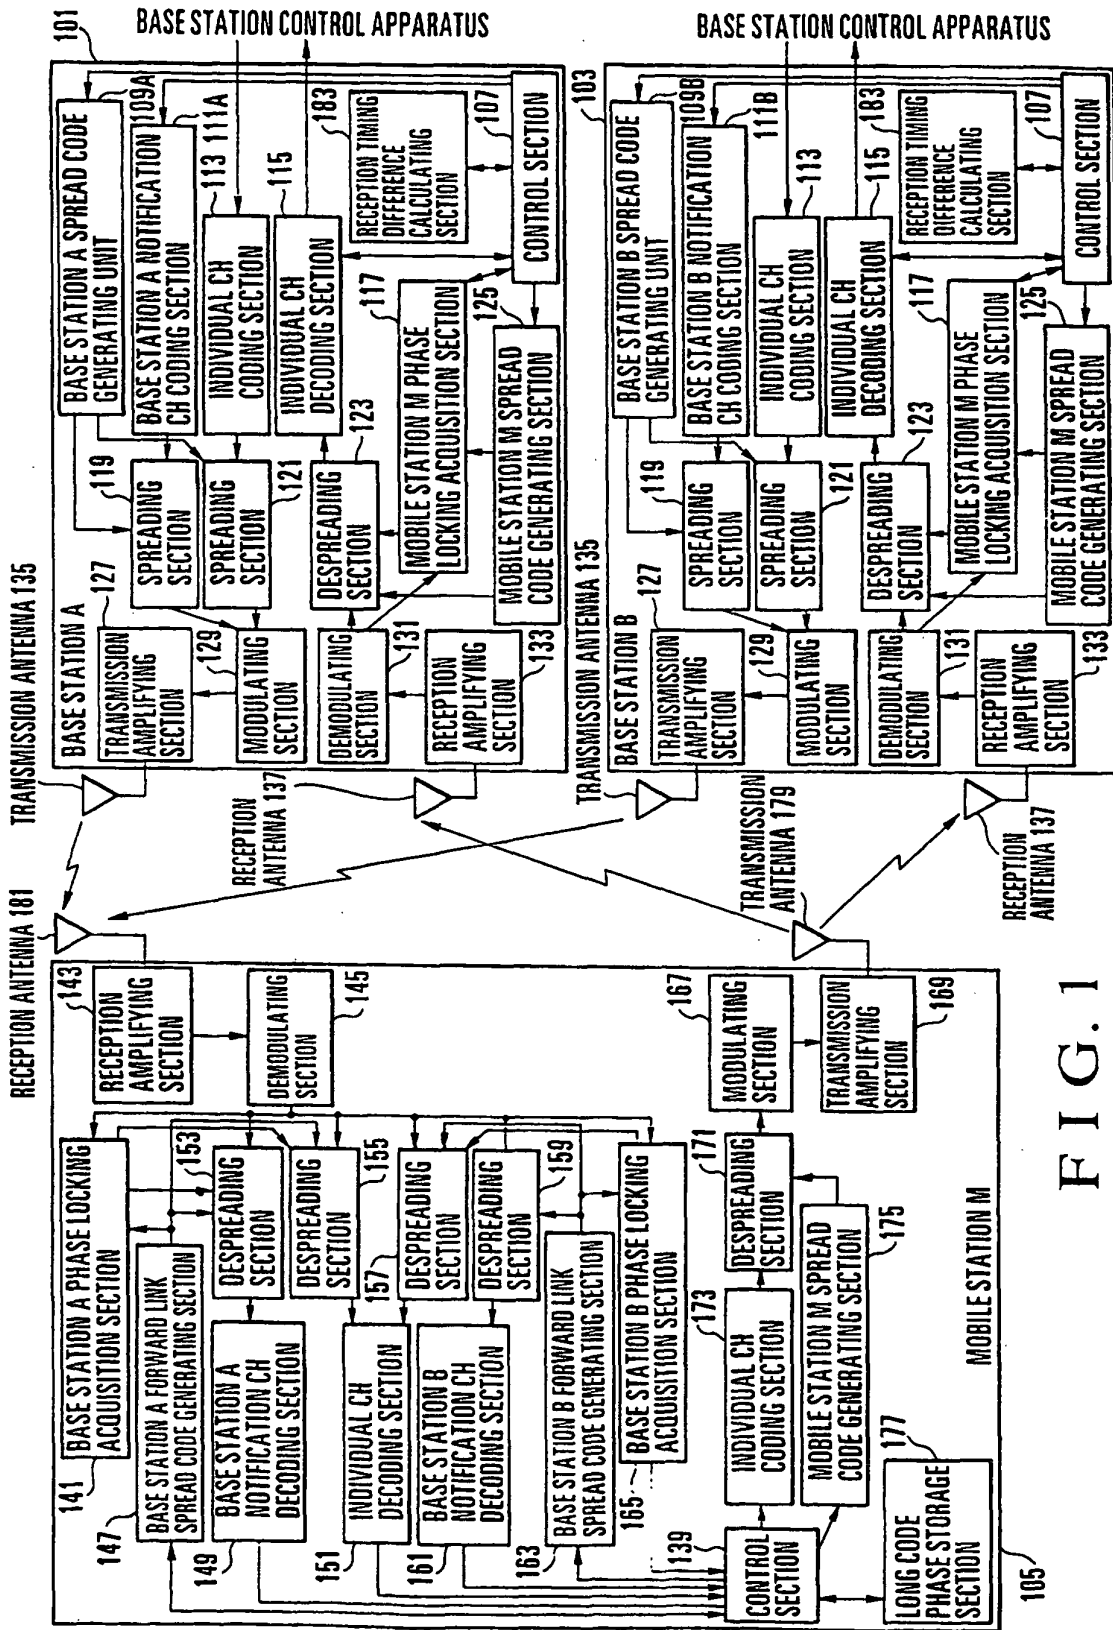 BASE STATION CONTROL APPARATUS
101
TRANSMISSION ANTENNA 135
BASE STATION A
BASE STATION A SPREAD CODE
GENERATING UNIT
109A
BASE STATION A NOTIFICATION
CH CODING SECTION
111A
INDIVIDUAL CH
CODING SECTION
113
INDIVIDUAL CH
DECODING SECTION
115
RECEPTION TIMING
DIFFERENCE
CALCULATING
SECTION
183
CONTROL SECTION
107
119
SPREADING
SECTION
SPREADING
SECTION
121
DESPREADING
SECTION
123
MOBILE STATION M PHASE
LOCKING ACQUISITION SECTION
117
MOBILE STATION M SPREAD
CODE GENERATING SECTION
125
TRANSMISSION
AMPLIFYING
SECTION
127
MODULATING
SECTION
129
DEMODULATING
SECTION
131
RECEPTION
AMPLIFYING
SECTION
133
RECEPTION
ANTENNA 137
BASE STATION CONTROL APPARATUS
103
TRANSMISSION ANTENNA 135
BASE STATION B
BASE STATION B SPREAD CODE
GENERATING UNIT
109B
BASE STATION B NOTIFICATION
CH CODING SECTION
111B
INDIVIDUAL CH
CODING SECTION
113
INDIVIDUAL CH
DECODING SECTION
115
RECEPTION TIMING
DIFFERENCE
CALCULATING
SECTION
183
CONTROL SECTION
107
119
SPREADING
SECTION
SPREADING
SECTION
121
DESPREADING
SECTION
123
MOBILE STATION M PHASE
LOCKING ACQUISITION SECTION
117
MOBILE STATION M SPREAD
CODE GENERATING SECTION
125
TRANSMISSION
AMPLIFYING
SECTION
127
MODULATING
SECTION
129
DEMODULATING
SECTION
131
RECEPTION
AMPLIFYING
SECTION
133
RECEPTION
ANTENNA 137
TRANSMISSION
ANTENNA 179
RECEPTION ANTENNA 181
143
RECEPTION
AMPLIFYING
SECTION
DEMODULATING
SECTION
145
BASE STATION A PHASE LOCKING
ACQUISITION SECTION
141
BASE STATION A FORWARD LINK
SPREAD CODE GENERATING SECTION
147
153
DESPREADING
SECTION
DESPREADING
SECTION
155
BASE STATION A
NOTIFICATION CH
DECODING SECTION
149
INDIVIDUAL CH
DECODING SECTION
151
157
DESPREADING
SECTION
DESPREADING
SECTION
159
BASE STATION B
NOTIFICATION CH
DECODING SECTION
161
BASE STATION B FORWARD LINK
SPREAD CODE GENERATING SECTION
163
BASE STATION B PHASE LOCKING
ACQUISITION SECTION
165
139
CONTROL
SECTION
173
INDIVIDUAL CH
CODING SECTION
171
DESPREADING
SECTION
167
MODULATING
SECTION
TRANSMISSION
AMPLIFYING
SECTION
169
MOBILE STATION M SPREAD
CODE GENERATING SECTION
175
177
LONG CODE
PHASE STORAGE
SECTION
MOBILE STATION M
105
FIG. 1